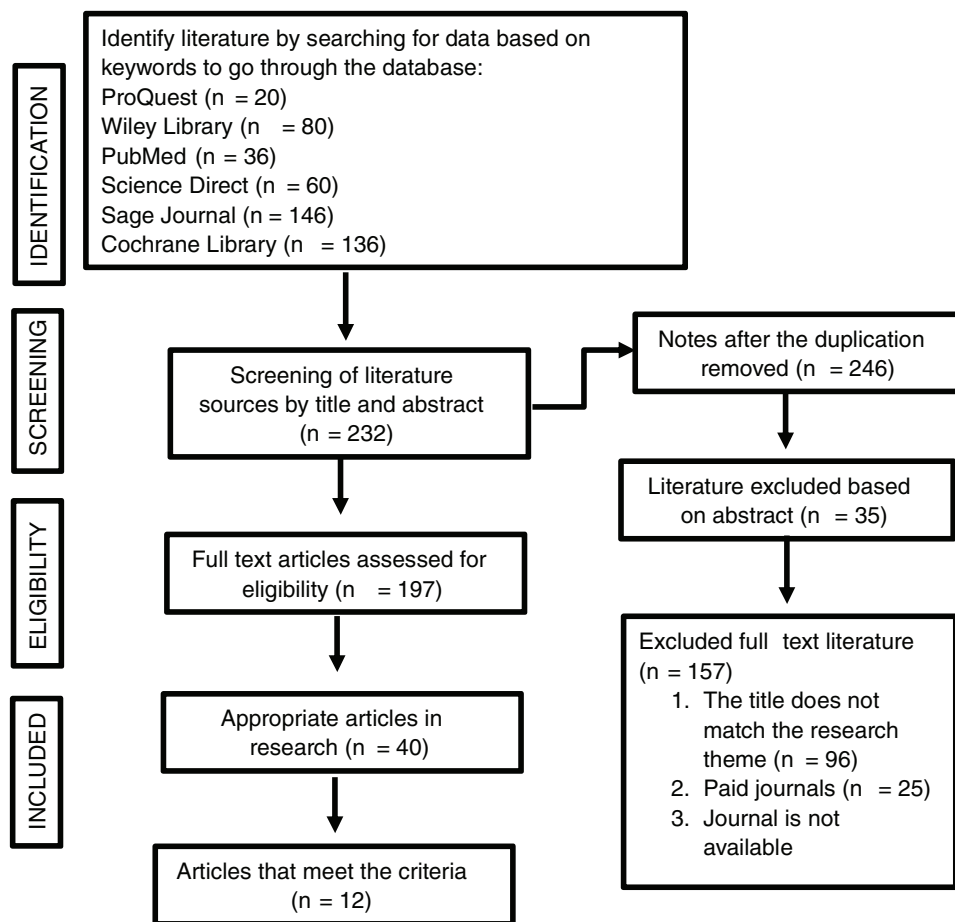 IDENTIFICATION
Identify literature by searching for data based on
keywords to go through the database:
ProQuest (n = 20)
Wiley Library (n = 80)
PubMed (n = 36)
Science Direct (n = 60)
Sage Journal (n = 146)
Cochrane Library (n = 136)
SCREENING
Screening of literature
sources by title and abstract
(n = 232)
Notes after the duplication
removed (n = 246)
Literature excluded based
on abstract (n = 35)
ELIGIBILITY
Full text articles assessed for
eligibility (n = 197)
Excluded full text literature
(n = 157)
1. The title does not
match the research
theme (n = 96)
2. Paid journals (n = 25)
3. Journal is not
available
INCLUDED
Appropriate articles in
research (n = 40)
Articles that meet the criteria
(n = 12)